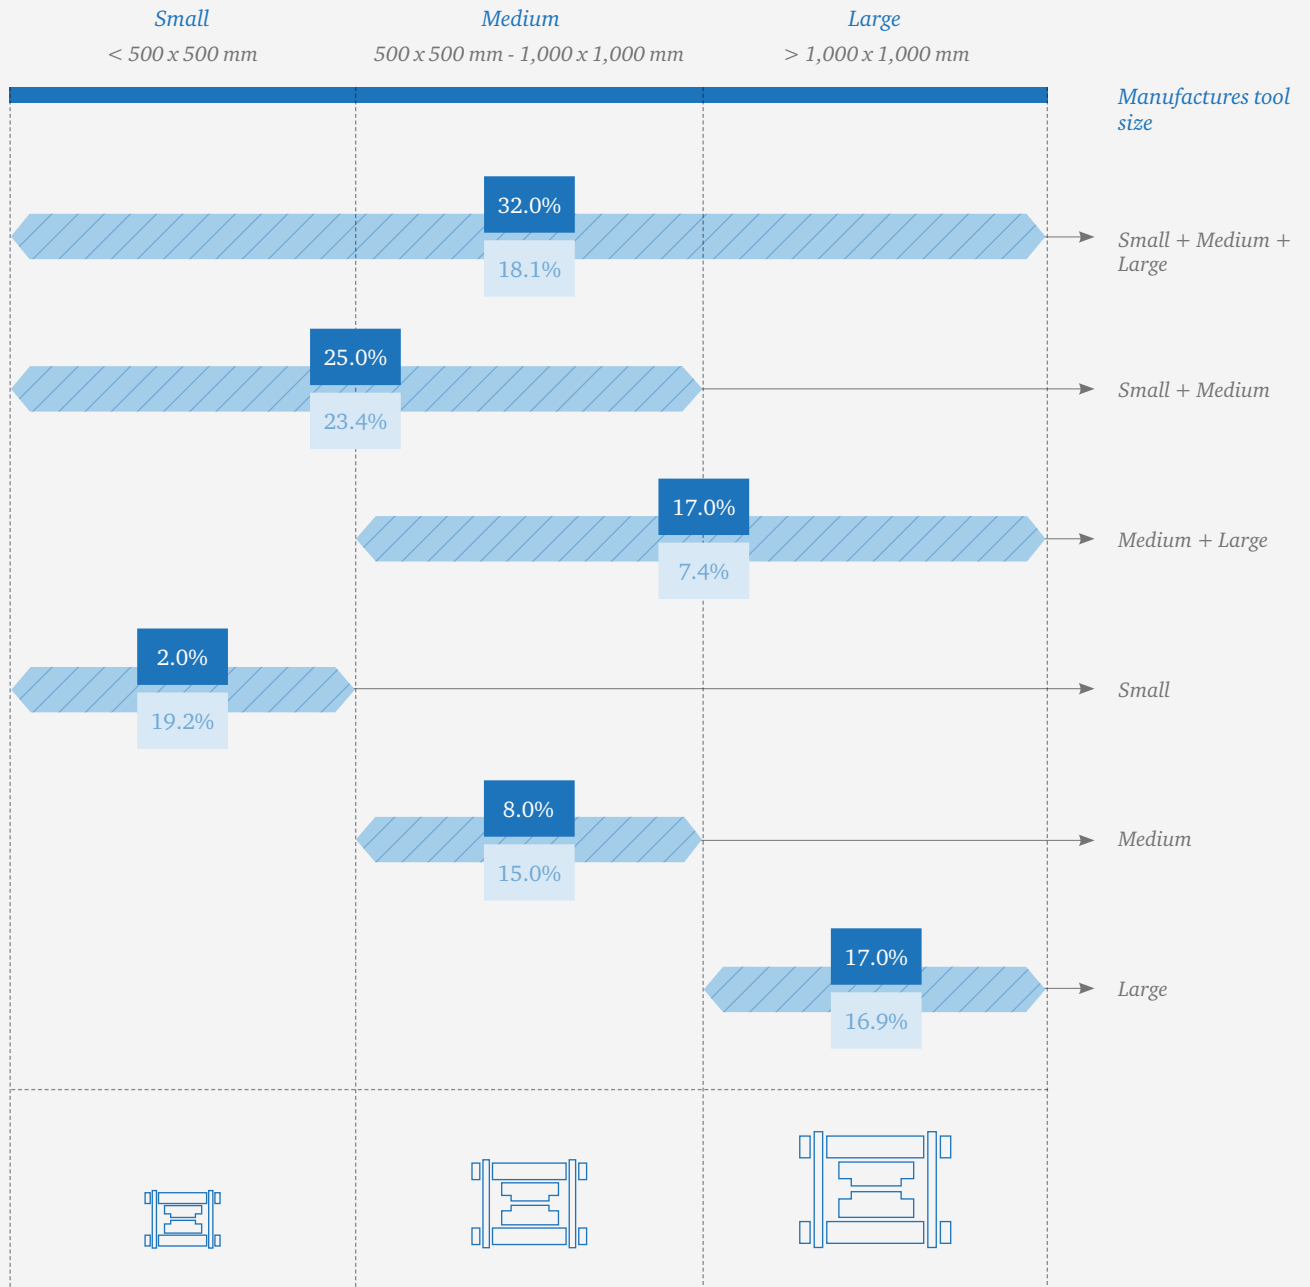 Small
Medium
Large
< 500 x 500 mm
500 x 500 mm - 1,000 x 1,000 mm
> 1,000 x 1,000 mm
Manufactures tool
size
32.0%
18.1%
Small + Medium +
Large
25.0%
23.4%
Small + Medium
17.0%
7.4%
Medium + Large
2.0%
19.2%
Small
8.0%
15.0%
Medium
17.0%
16.9%
Large